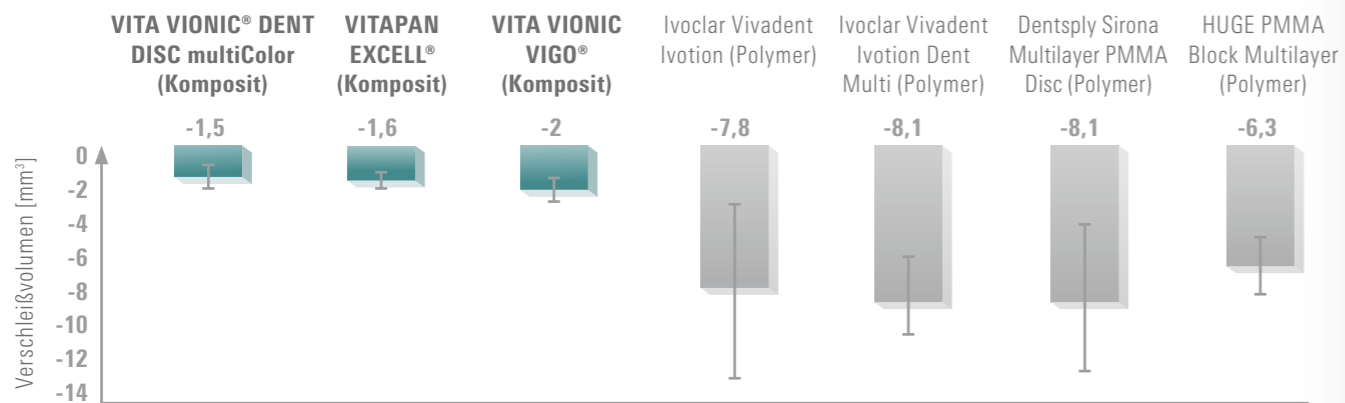 VITA VIONIC® DENT
DISC multiColor
(Komposit)
VITAPAN
EXCELL®
(Komposit)
VITA VIONIC
VIGO®
(Komposit)
Ivoclar Vivadent
Ivotion (Polymer)
Ivoclar Vivadent
Ivotion Dent
Multi (Polymer)
Dentsply Sirona
Multilayer PMMA
Disc (Polymer)
HUGE PMMA
Block Multilayer
(Polymer)
-1,5
-1,6
-2
-7,8
-8,1
-8,1
-6,3
Verschleißvolumen [mm³]
0
-2
-4
-6
-8
-10
-12
-14